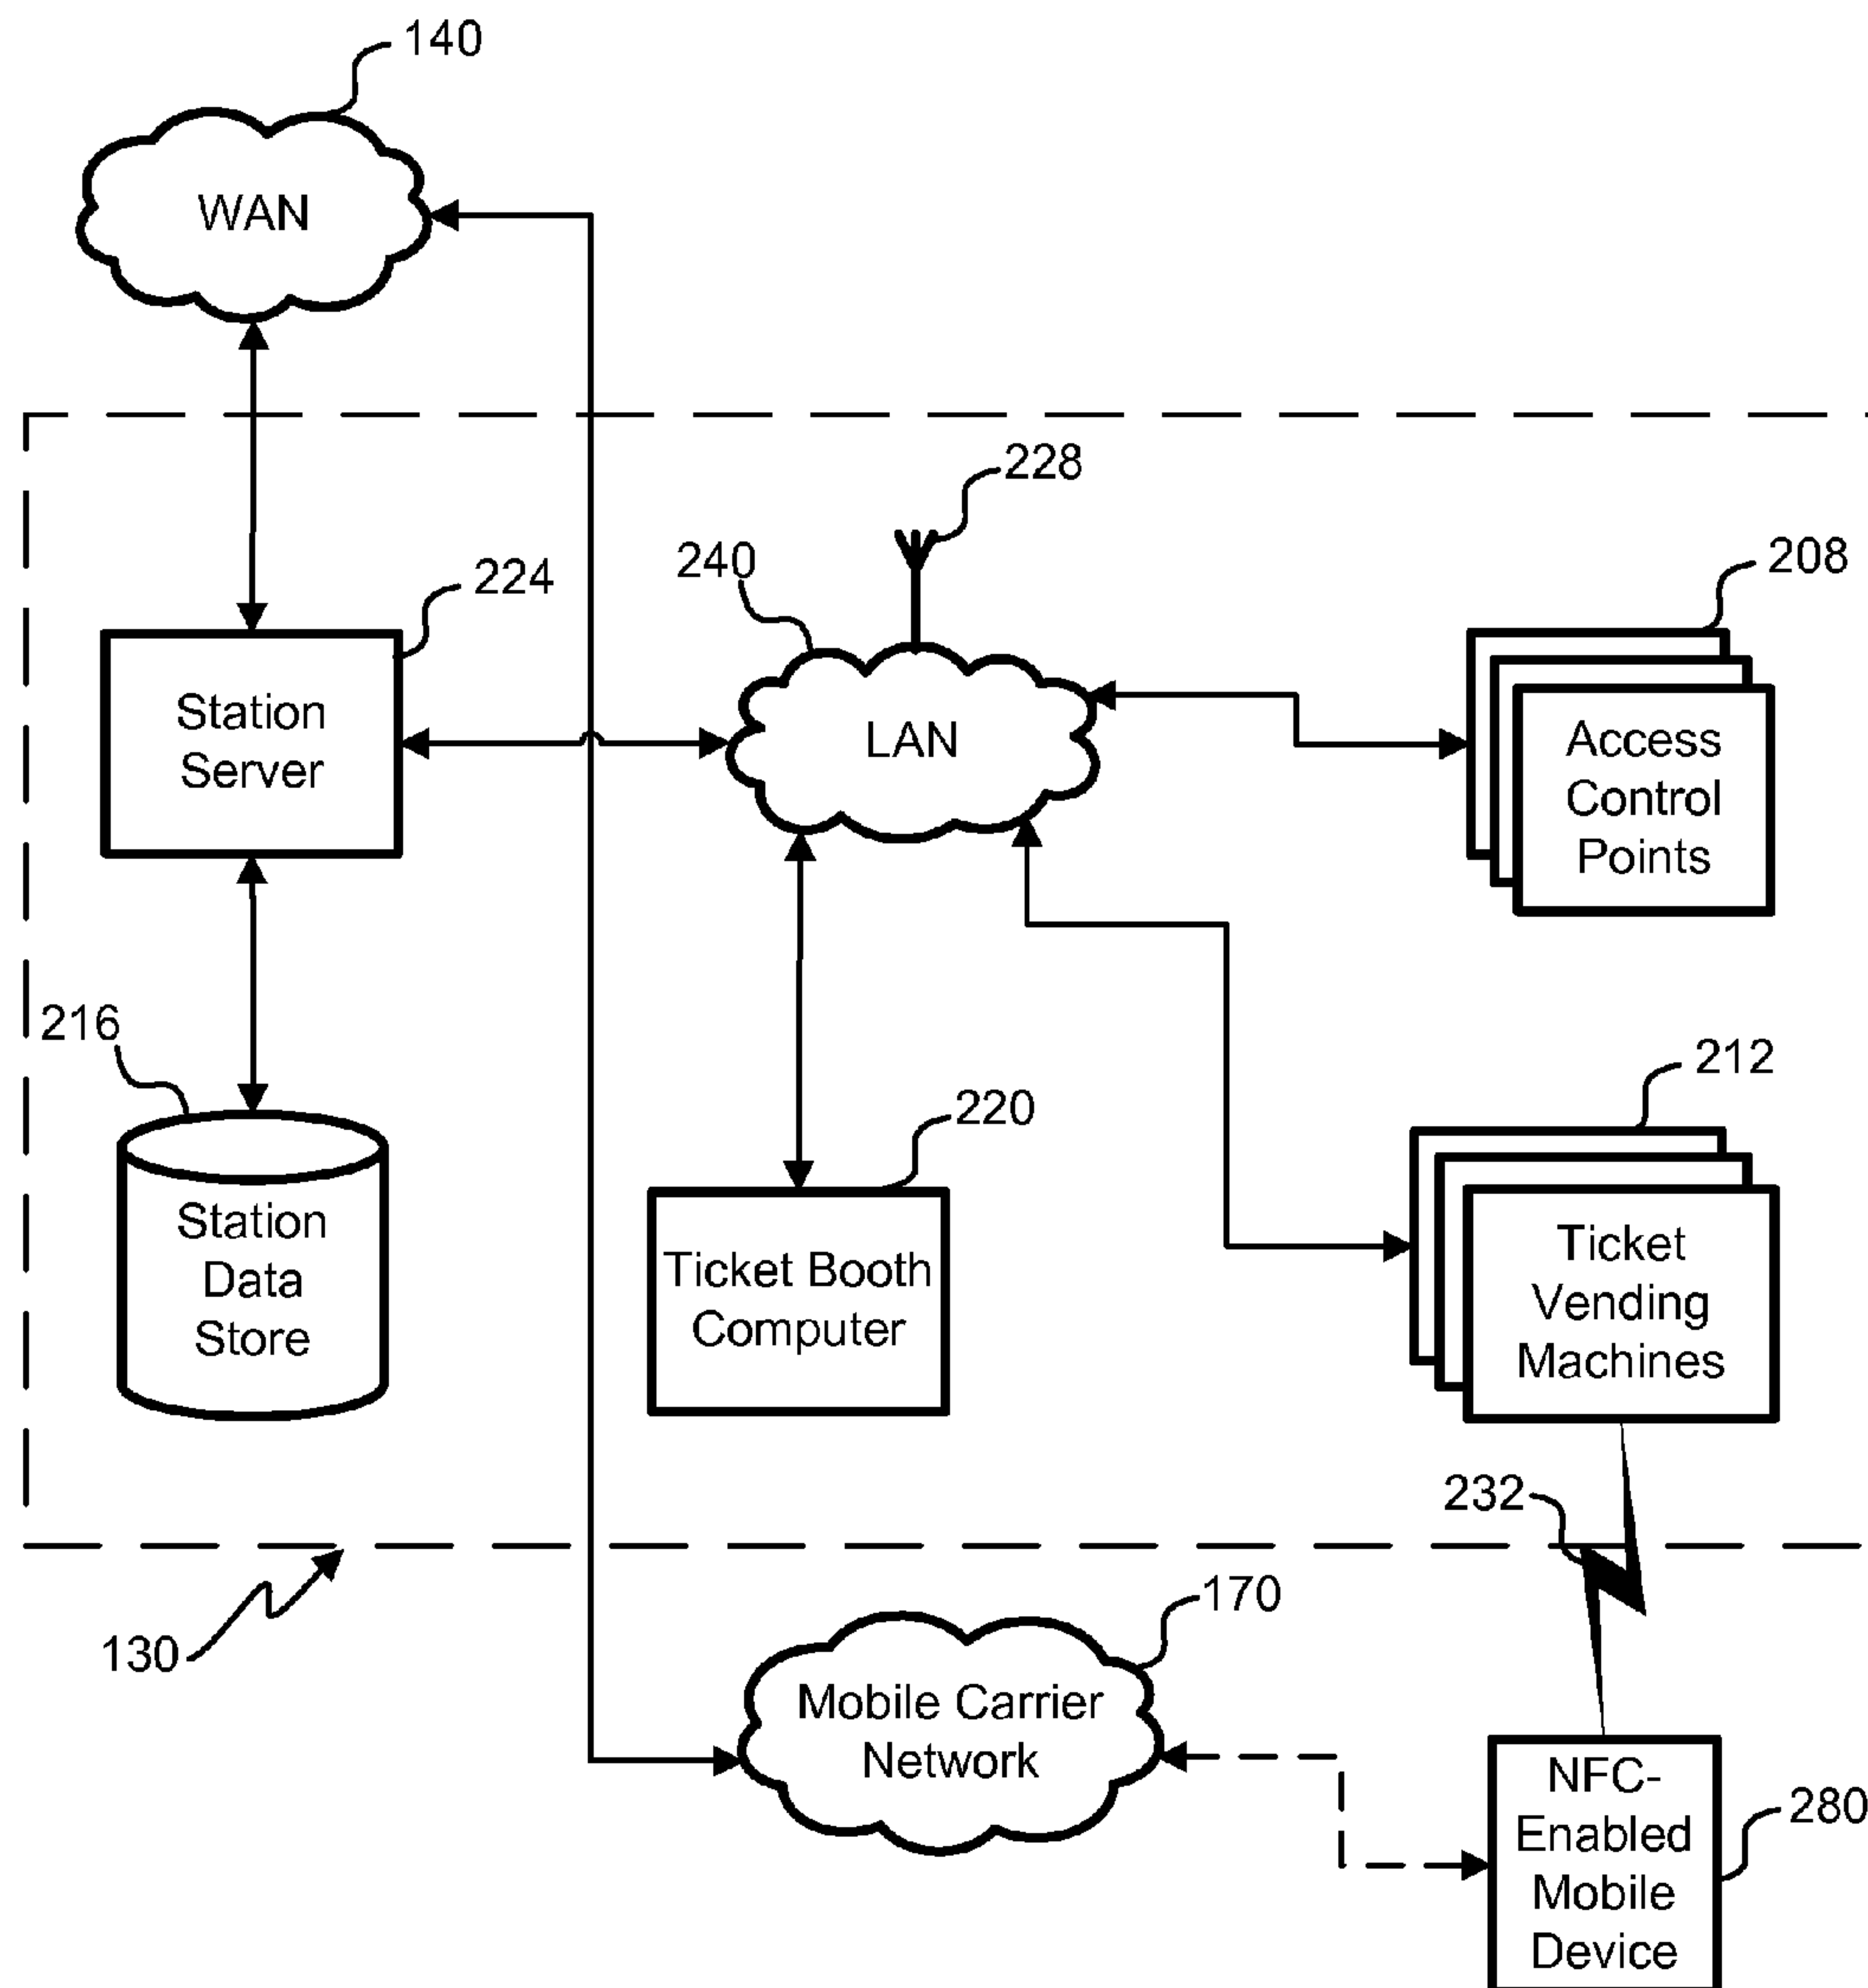 140
WAN
228
240
208
224
Station
Server
LAN
Access
Control
Points
216
212
220
Station
Data
Store
Ticket Booth
Computer
Ticket
Vending
Machines
232
170
130
Mobile Carrier
Network
NFC-
Enabled
Mobile
Device
280